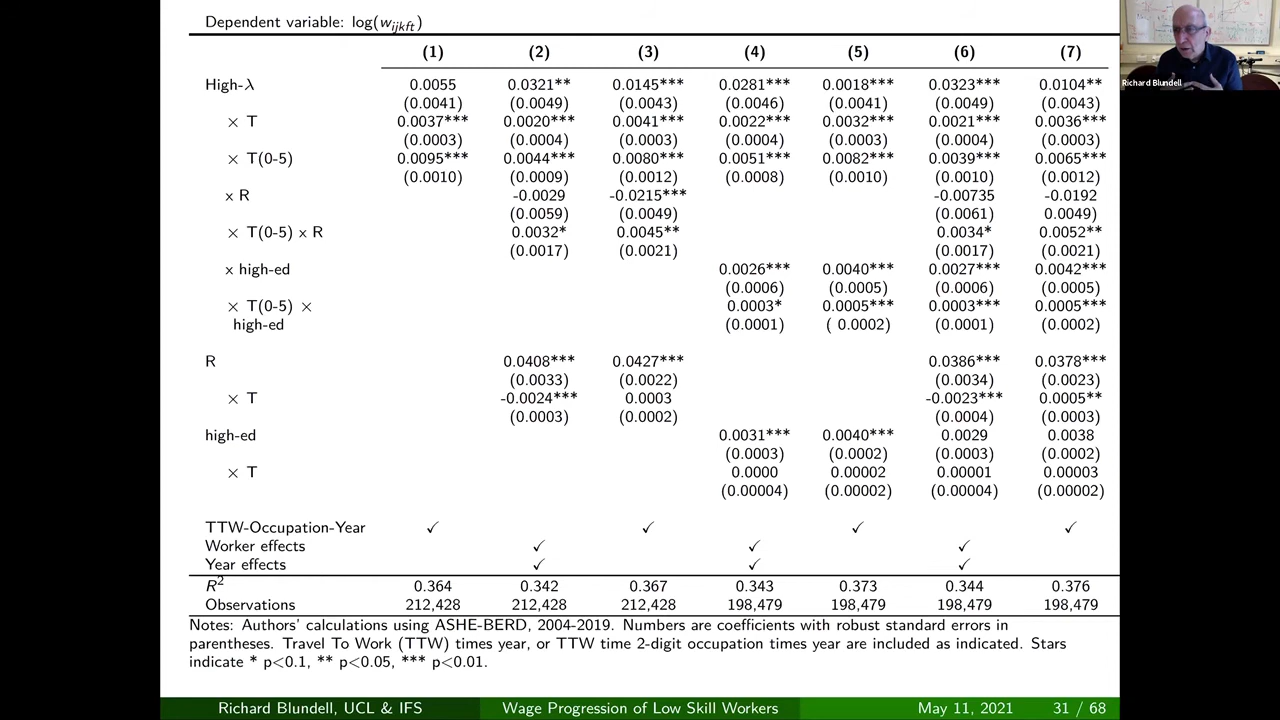 Dependent variable: log(w_ijkft)
(1) (2) (3) (4) (5) (6) (7)
High-λ 0.0055 0.0321** 0.0145*** 0.0281*** 0.0018*** 0.0323*** 0.0104**
(0.0041) (0.0049) (0.0043) (0.0046) (0.0041) (0.0049) (0.0043)
× T 0.0037*** 0.0020*** 0.0041*** 0.0022*** 0.0032*** 0.0021*** 0.0036***
(0.0003) (0.0004) (0.0003) (0.0004) (0.0003) (0.0004) (0.0003)
× T(0-5) 0.0095*** 0.0044*** 0.0080*** 0.0051*** 0.0082*** 0.0039*** 0.0065***
(0.0010) (0.0009) (0.0012) (0.0008) (0.0010) (0.0010) (0.0012)
x R -0.0029 -0.0215*** -0.00735 -0.0192
(0.0059) (0.0049) (0.0061) 0.0049)
× T(0-5) x R 0.0032* 0.0045** 0.0034* 0.0052**
(0.0017) (0.0021) (0.0017) (0.0021)
x high-ed 0.0026*** 0.0040*** 0.0027*** 0.0042***
(0.0006) (0.0005) (0.0006) (0.0005)
× T(0-5) × 0.0003* 0.0005*** 0.0003*** 0.0005***
high-ed (0.0001) ( 0.0002) (0.0001) (0.0002)
R 0.0408*** 0.0427*** 0.0386*** 0.0378***
(0.0033) (0.0022) (0.0034) (0.0023)
× T -0.0024*** 0.0003 -0.0023*** 0.0005**
(0.0003) (0.0002) (0.0004) (0.0003)
high-ed 0.0031*** 0.0040*** 0.0029 0.0038
(0.0003) (0.0002) (0.0003) (0.0002)
× T 0.0000 0.00002 0.00001 0.00003
(0.00004) (0.00002) (0.00004) (0.00002)
TTW-Occupation-Year ✓ ✓ ✓ ✓
Worker effects ✓ ✓ ✓
Year effects ✓ ✓ ✓
R² 0.364 0.342 0.367 0.343 0.373 0.344 0.376
Observations 212,428 212,428 212,428 198,479 198,479 198,479 198,479
Notes: Authors' calculations using ASHE-BERD, 2004-2019. Numbers are coefficients with robust standard errors in
parentheses. Travel To Work (TTW) times year, or TTW time 2-digit occupation times year are included as indicated. Stars
indicate * p<0.1, ** p<0.05, *** p<0.01.
Richard Blundell, UCL & IFS Wage Progression of Low Skill Workers May 11, 2021 31 / 68
Richard Blundell